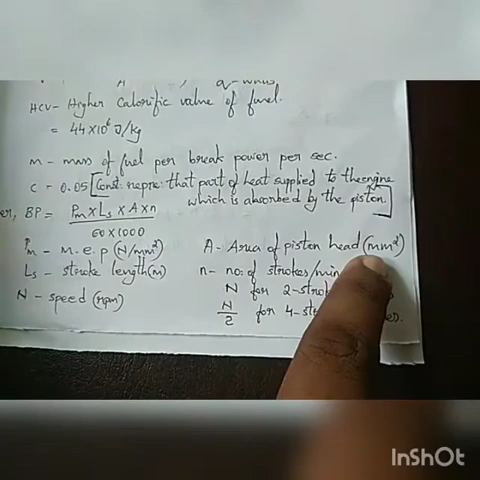 HCV - Higher Calorific value of fuel.
= 44 X 10⁶ J/kg
m - mass of fuel per break power per sec.
C = 0.05 [Const. repre. that part of heat supplied to the engine
which is absorbed by the piston.]
BP = Pm X Ls X A X n / 60 X 1000
Pm - m.e.p (N/mm²)
A - Area of piston head (mm²)
Ls - stroke length (m)
n - no. of strokes/min
N - speed (rpm)
N for 2-strok
N/2 for 4-st
InShOt